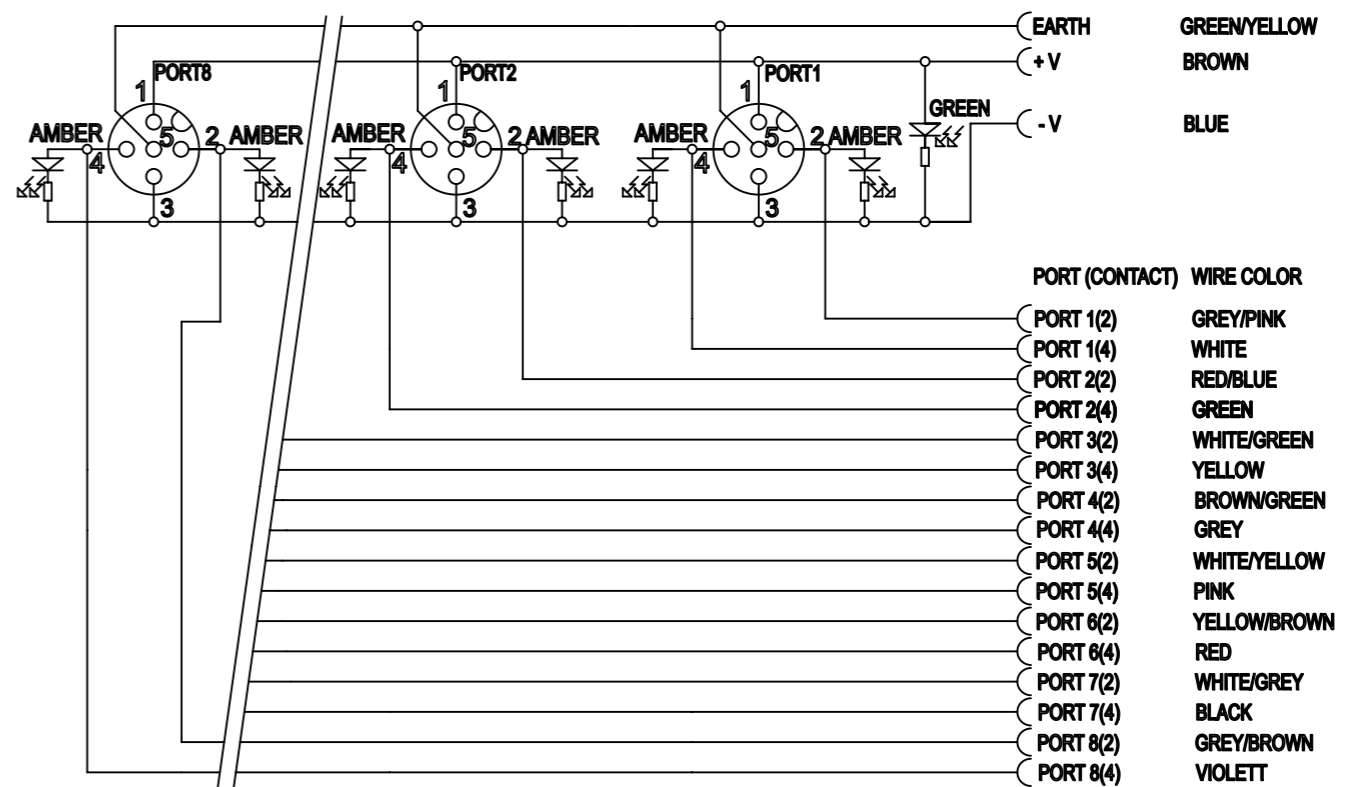 EARTH GREEN/YELLOW
+ V BROWN
PORT8 PORT2 PORT1
1 1 1
GREEN
- V BLUE
AMBER 5 2 AMBER AMBER 5 2 AMBER AMBER 5 2 AMBER
4 4 4
3 3 3
PORT (CONTACT) WIRE COLOR
PORT 1(2) GREY/PINK
PORT 1(4) WHITE
PORT 2(2) RED/BLUE
PORT 2(4) GREEN
PORT 3(2) WHITE/GREEN
PORT 3(4) YELLOW
PORT 4(2) BROWN/GREEN
PORT 4(4) GREY
PORT 5(2) WHITE/YELLOW
PORT 5(4) PINK
PORT 6(2) YELLOW/BROWN
PORT 6(4) RED
PORT 7(2) WHITE/GREY
PORT 7(4) BLACK
PORT 8(2) GREY/BROWN
PORT 8(4) VIOLETT